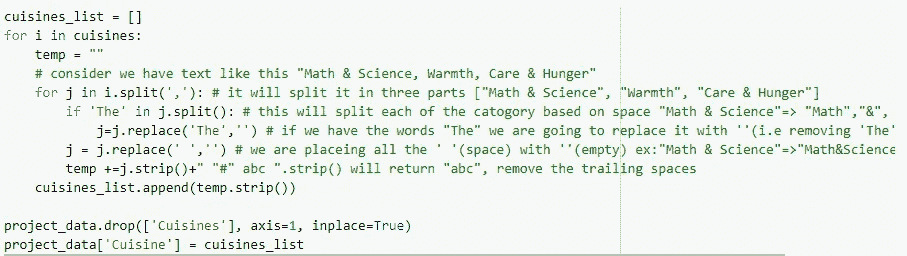 cuisines_list = []
for i in cuisines:
    temp = ""
    # consider we have text like this "Math & Science, Warmth, Care & Hunger"
    for j in i.split(','): # it will split it in three parts ["Math & Science", "Warmth", "Care & Hunger"]
        if 'The' in j.split(): # this will split each of the catogory based on space "Math & Science"=> "Math","&",
            j=j.replace('The','') # if we have the words "The" we are going to replace it with ''(i.e removing 'The'
        j = j.replace(' ','') # we are placeing all the ' '(space) with ''(empty) ex:"Math & Science"=>"Math&Science
        temp +=j.strip()+" "#" abc ".strip() will return "abc", remove the trailing spaces
    cuisines_list.append(temp.strip())

project_data.drop(['Cuisines'], axis=1, inplace=True)
project_data['Cuisine'] = cuisines_list